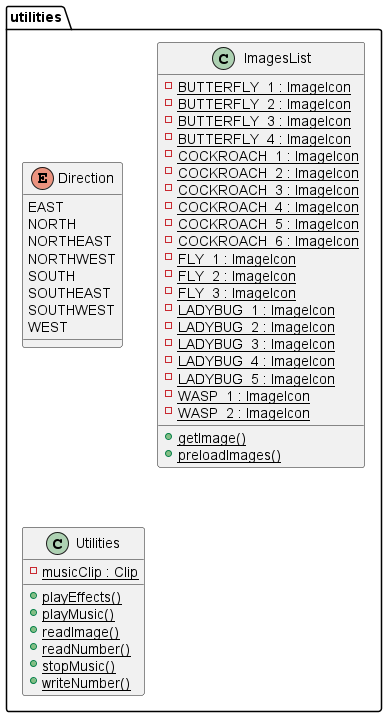 utilities
C ImagesList
BUTTERFLY_1 : ImageIcon
BUTTERFLY_2 : ImageIcon
BUTTERFLY_3 : ImageIcon
BUTTERFLY_4 : ImageIcon
COCKROACH_1 : ImageIcon
COCKROACH_2 : ImageIcon
COCKROACH_3 : ImageIcon
COCKROACH_4 : ImageIcon
COCKROACH_5 : ImageIcon
COCKROACH_6 : ImageIcon
FLY_1 : ImageIcon
FLY_2 : ImageIcon
FLY_3 : ImageIcon
LADYBUG_1 : ImageIcon
LADYBUG_2 : ImageIcon
LADYBUG_3 : ImageIcon
LADYBUG_4 : ImageIcon
LADYBUG_5 : ImageIcon
WASP_1 : ImageIcon
WASP_2 : ImageIcon
getImage()
preloadImages()
E Direction
EAST
NORTH
NORTHEAST
NORTHWEST
SOUTH
SOUTHEAST
SOUTHWEST
WEST
C Utilities
musicClip : Clip
playEffects()
playMusic()
readImage()
readNumber()
stopMusic()
writeNumber()